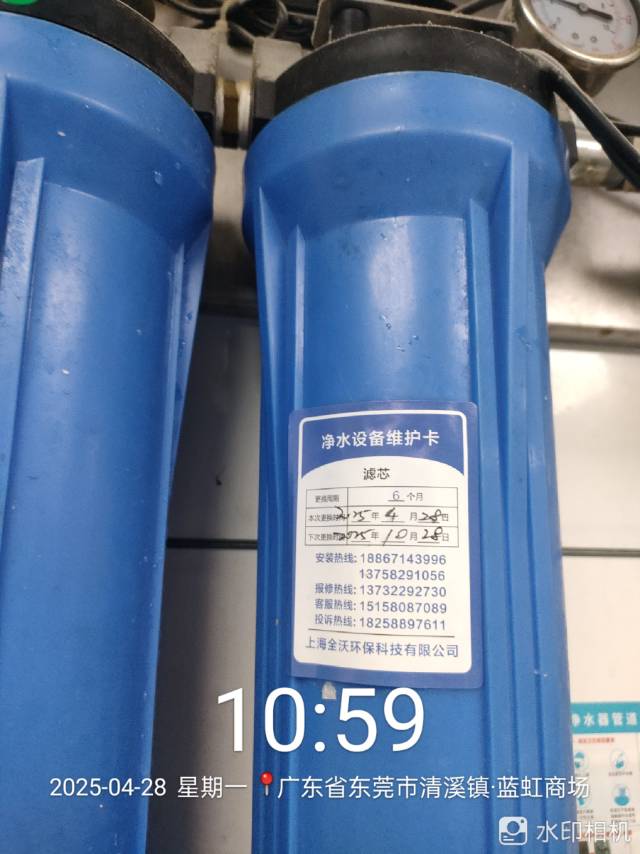 净水设备维护卡
滤芯
更换周期 6 个月
本次更换时间 2025 年 4 月 28 日
下次更换时间 2025 年 10 月 28 日
安装热线: 18867143996
13758291056
报修热线: 13732292730
客服热线: 15158087089
投诉热线: 18258897611
上海全沃环保科技有限公司
净水器管道
10:59
2025-04-28 星期一 广东省东莞市清溪镇·蓝虹商场
水印相机